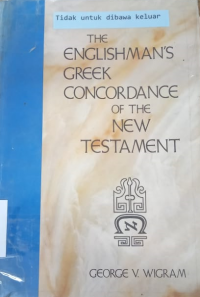 Tidak untuk dibawa keluar
THE
ENGLISHMAN'S
GREEK
CONCORDANCE
OF THE
NEW
TESTAMENT
א
GEORGE V. WIGRAM